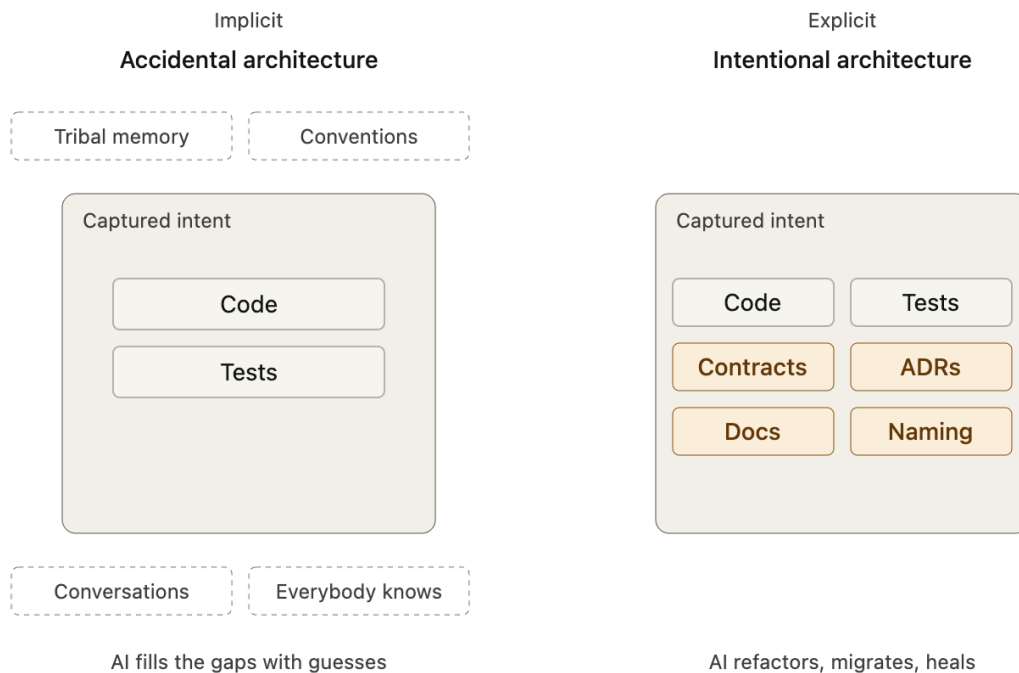 Implicit
Accidental architecture
Tribal memory
Conventions
Captured intent
Code
Tests
Conversations
Everybody knows
AI fills the gaps with guesses
Explicit
Intentional architecture
Captured intent
Code
Tests
Contracts
ADRs
Docs
Naming
AI refactors, migrates, heals